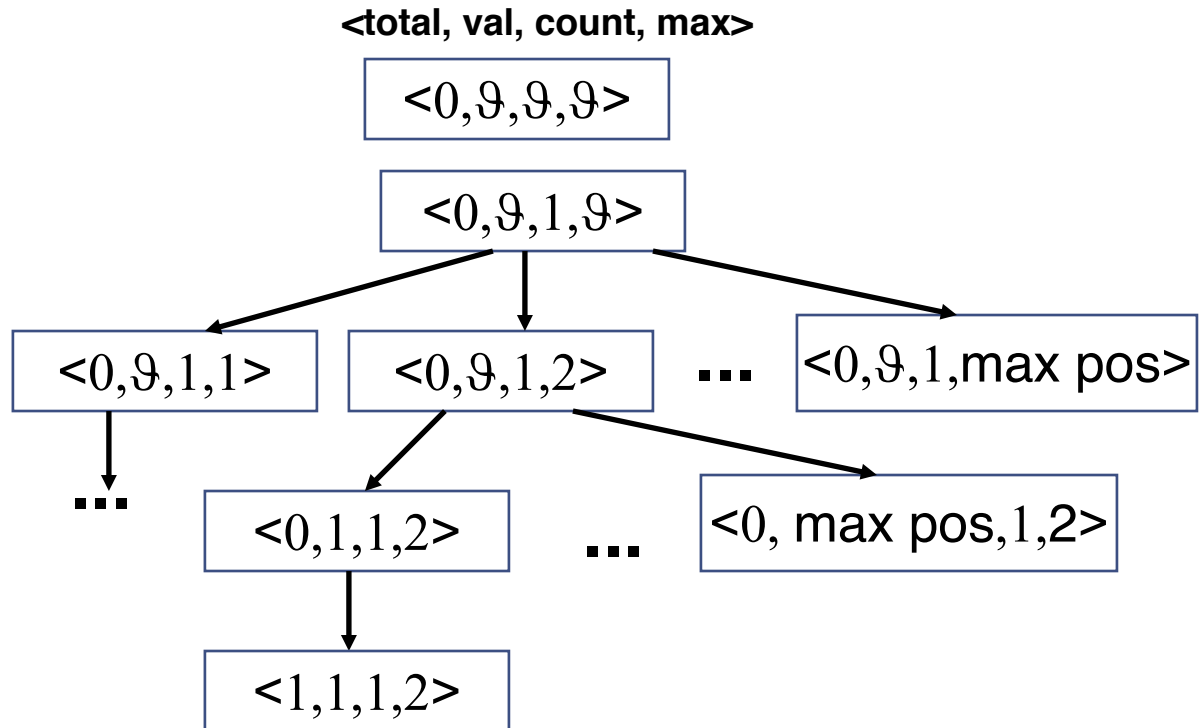 <total, val, count, max>
<0,ϑ,ϑ,ϑ>
<0,ϑ,1,ϑ>
<0,ϑ,1,1>
<0,ϑ,1,2>
...
<0,ϑ,1,max pos>
...
<0,1,1,2>
...
<0, max pos,1,2>
<1,1,1,2>